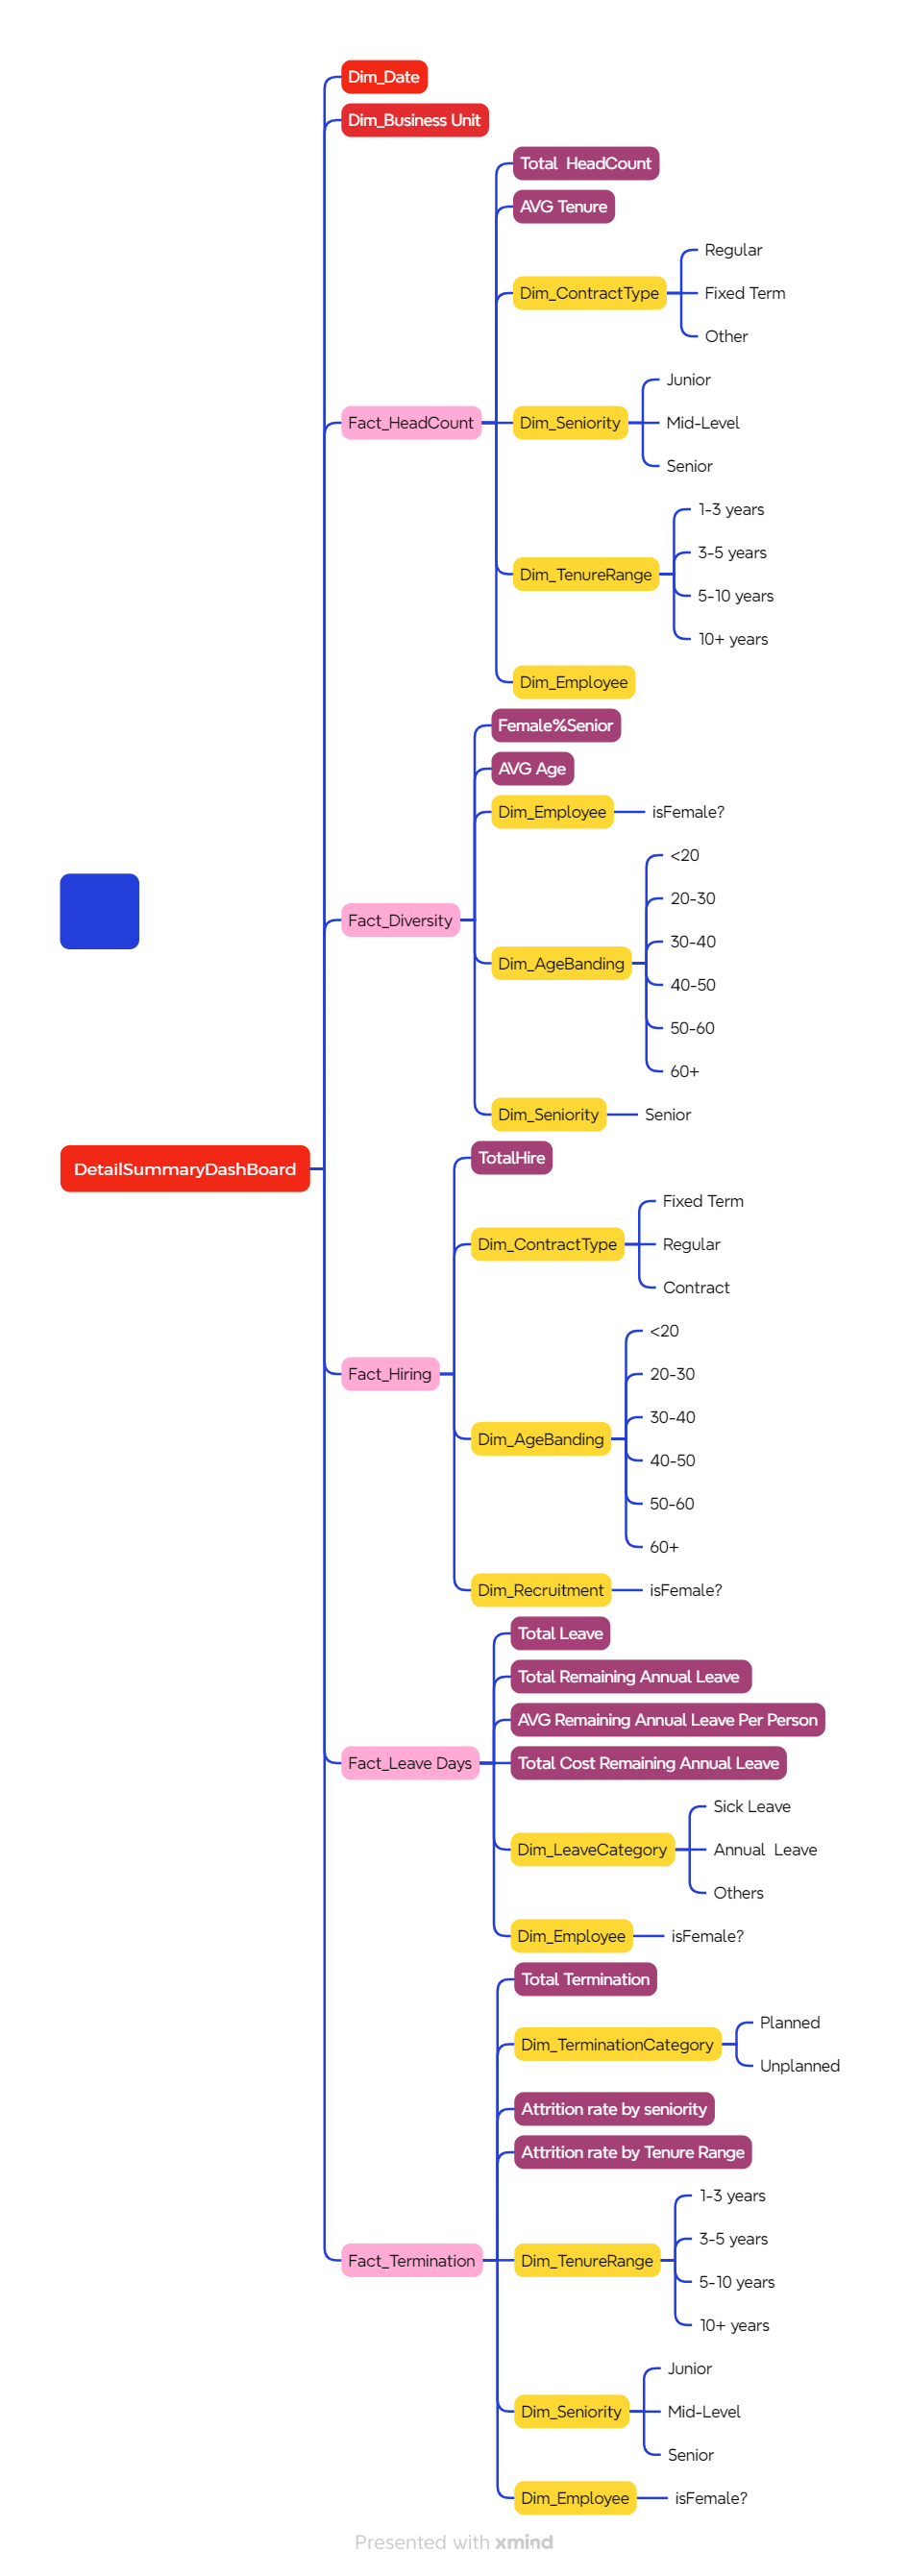 Dim_Date
Dim_Business Unit
Total  HeadCount
AVG Tenure
Regular
Dim_ContractType
Fixed Term
Other
Junior
Fact_HeadCount
Dim_Seniority
Mid-Level
Senior
1-3 years
3-5 years
Dim_TenureRange
5-10 years
10+ years
Dim_Employee
Female%Senior
AVG Age
Dim_Employee
isFemale?
<20
20-30
Fact_Diversity
30-40
Dim_AgeBanding
40-50
50-60
60+
Dim_Seniority
Senior
DetailSummaryDashBoard
TotalHire
Fixed Term
Dim_ContractType
Regular
Contract
<20
Fact_Hiring
20-30
30-40
Dim_AgeBanding
40-50
50-60
60+
Dim_Recruitment
isFemale?
Total Leave
Total Remaining Annual Leave
AVG Remaining Annual Leave Per Person
Fact_Leave Days
Total Cost Remaining Annual Leave
Sick Leave
Dim_LeaveCategory
Annual  Leave
Others
Dim_Employee
isFemale?
Total Termination
Planned
Dim_TerminationCategory
Unplanned
Attrition rate by seniority
Attrition rate by Tenure Range
1-3 years
3-5 years
Fact_Termination
Dim_TenureRange
5-10 years
10+ years
Junior
Dim_Seniority
Mid-Level
Senior
Dim_Employee
isFemale?
Presented with xmind